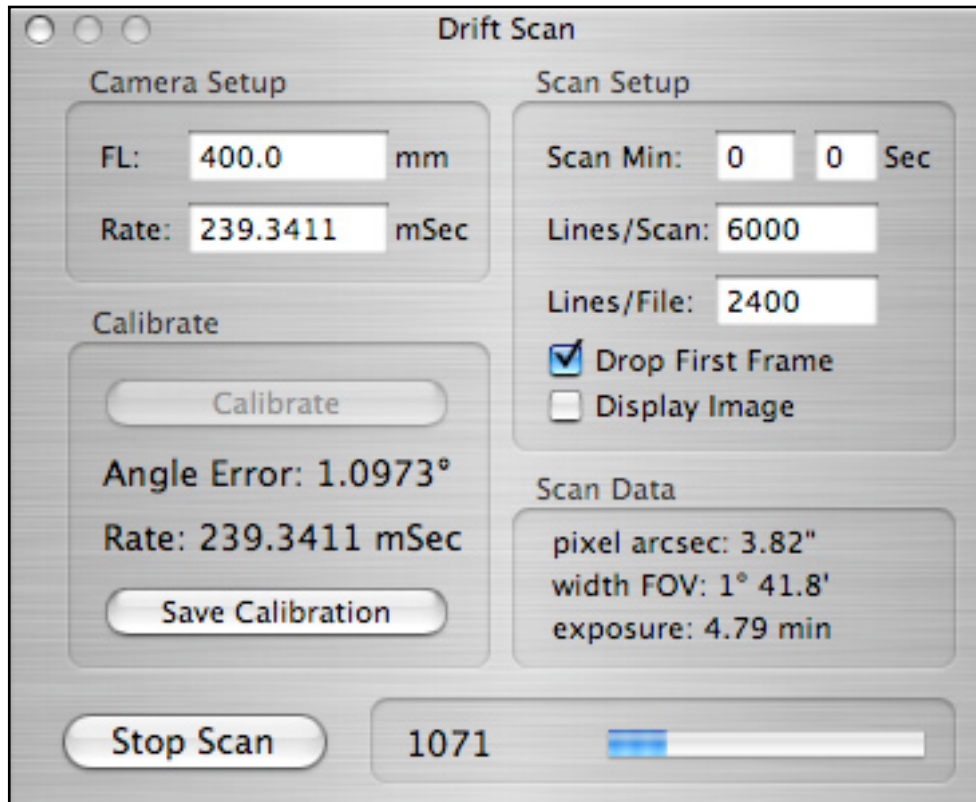 Drift Scan
Camera Setup
FL: 400.0 mm
Rate: 239.3411 mSec
Calibrate
Calibrate
Angle Error: 1.0973°
Rate: 239.3411 mSec
Save Calibration
Scan Setup
Scan Min: 0 0 Sec
Lines/Scan: 6000
Lines/File: 2400
Drop First Frame
Display Image
Scan Data
pixel arcsec: 3.82"
width FOV: 1° 41.8'
exposure: 4.79 min
Stop Scan
1071